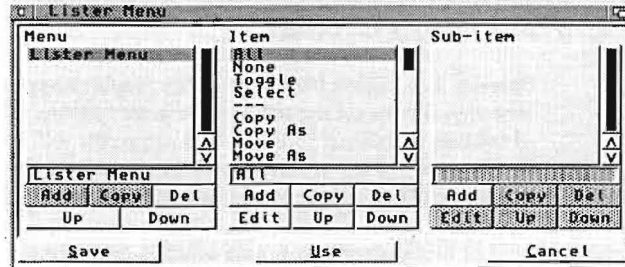 Lister Menu
Menu
Item
Sub-item
Lister Menu
All
None
Toggle
Select
---
Copy
Copy As
Move
Move As
Lister Menu
All
Add Copy Del
Add Copy Del
Add Copy Del
Up Down
Edit Up Down
Edit Up Down
Save
Use
Cancel